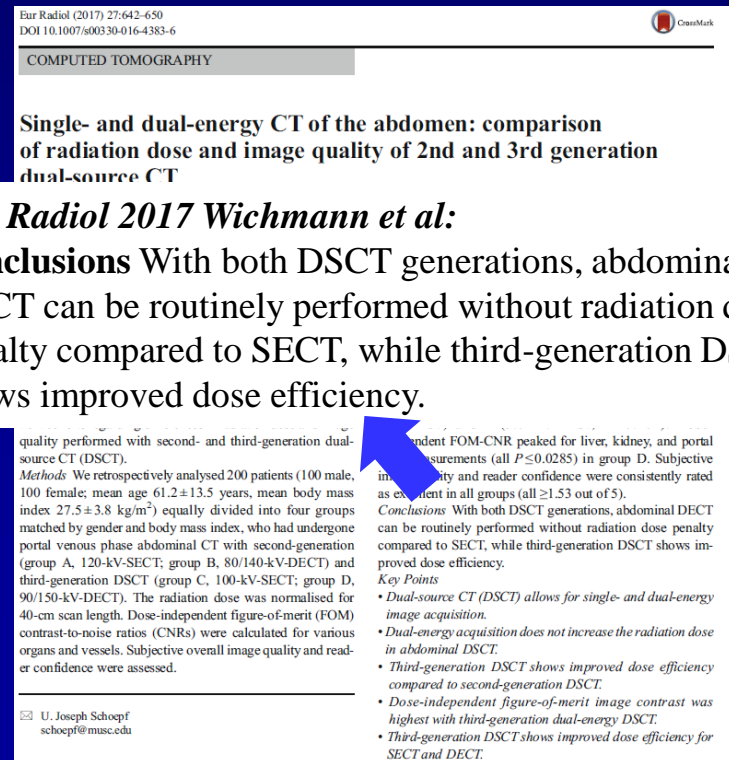 Eur Radiol (2017) 27:642–650
DOI 10.1007/s00330-016-4383-6
CrossMark
COMPUTED TOMOGRAPHY
Single- and dual-energy CT of the abdomen: comparison
of radiation dose and image quality of 2nd and 3rd generation
dual-source CT
Radiol 2017 Wichmann et al:
nclusions With both DSCT generations, abdomina
CT can be routinely performed without radiation d
alty compared to SECT, while third-generation DS
ws improved dose efficiency.
quality performed with second- and third-generation dual-
source CT (DSCT).
Methods We retrospectively analysed 200 patients (100 male,
100 female; mean age 61.2±13.5 years, mean body mass
index 27.5±3.8 kg/m²) equally divided into four groups
matched by gender and body mass index, who had undergone
portal venous phase abdominal CT with second-generation
(group A, 120-kV-SECT; group B, 80/140-kV-DECT) and
third-generation DSCT (group C, 100-kV-SECT; group D,
90/150-kV-DECT). The radiation dose was normalised for
40-cm scan length. Dose-independent figure-of-merit (FOM)
contrast-to-noise ratios (CNRs) were calculated for various
organs and vessels. Subjective overall image quality and read-
er confidence were assessed.
U. Joseph Schoepf
schoepf@musc.edu
ndent FOM-CNR peaked for liver, kidney, and portal
surements (all P≤0.0285) in group D. Subjective
im ity and reader confidence were consistently rated
as ex ent in all groups (all ≥1.53 out of 5).
Conclusions With both DSCT generations, abdominal DECT
can be routinely performed without radiation dose penalty
compared to SECT, while third-generation DSCT shows im-
proved dose efficiency.
Key Points
• Dual-source CT (DSCT) allows for single- and dual-energy
image acquisition.
• Dual-energy acquisition does not increase the radiation dose
in abdominal DSCT.
• Third-generation DSCT shows improved dose efficiency
compared to second-generation DSCT.
• Dose-independent figure-of-merit image contrast was
highest with third-generation dual-energy DSCT.
• Third-generation DSCT shows improved dose efficiency for
SECT and DECT.